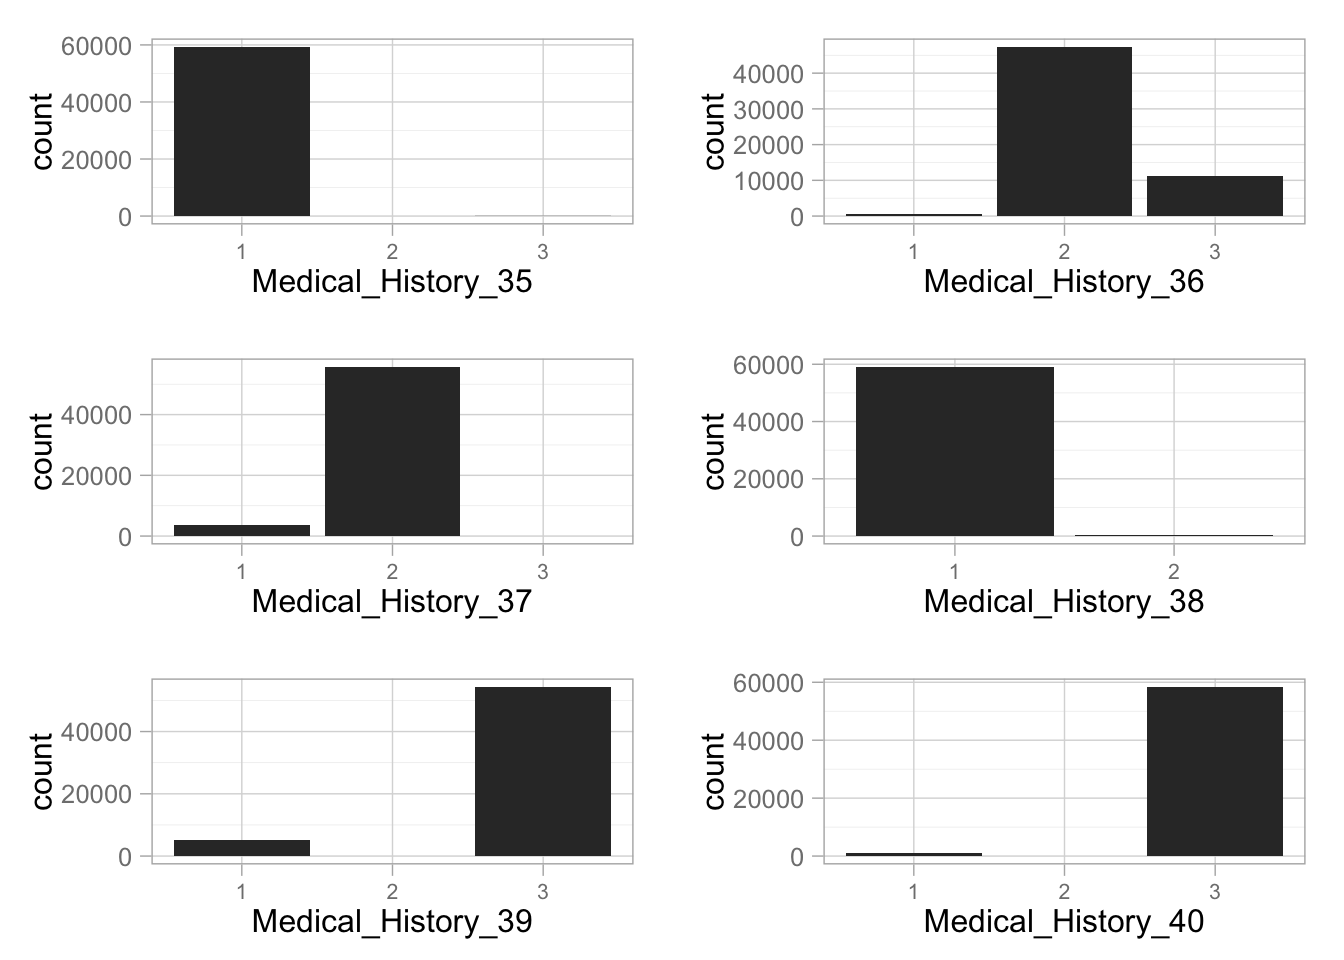 count
60000
40000
20000
0
1 2 3
Medical_History_35
count
40000
30000
20000
10000
0
1 2 3
Medical_History_36
count
40000
20000
0
1 2 3
Medical_History_37
count
60000
40000
20000
0
1 2
Medical_History_38
count
40000
20000
0
1 2 3
Medical_History_39
count
60000
40000
20000
0
1 2 3
Medical_History_40